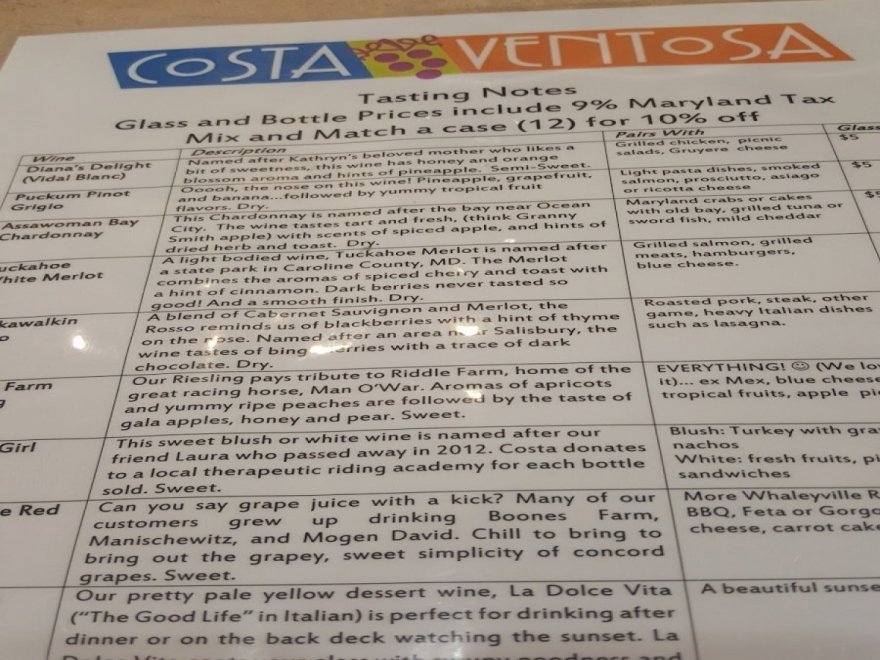 COSTA VENTOSA
Tasting Notes
Glass and Bottle Prices include 9% Maryland Tax
Mix and Match a case (12) for 10% off
Wine Description Pairs With Glass
Diana's Delight
(Vidal Blanc)
Named after Kathryn's beloved mother who likes a
bit of sweetness, this wine has honey and orange
blossom aroma and hints of pineapple. Semi-Sweet.
Grilled chicken, picnic
salads, Gruyere cheese
$5
Puckum Pinot
Grigio
Ooooh, the nose on this wine! Pineapple, grapefruit,
and banana...followed by yummy tropical fruit
flavors. Dry.
Light pasta dishes, smoked
salmon, prosciutto, asiago
or ricotta cheese
$5
Assawoman Bay
Chardonnay
This Chardonnay is named after the bay near Ocean
City. The wine tastes tart and fresh, (think Granny
Smith apple) with scents of spiced apple, and hints of
dried herb and toast. Dry.
Maryland crabs or cakes
with old bay, grilled tuna or
sword fish, mild cheddar
$5
uckahoe
hite Merlot
A light bodied wine, Tuckahoe Merlot is named after
a state park in Caroline County, MD. The Merlot
combines the aromas of spiced cherry and toast with
a hint of cinnamon. Dark berries never tasted so
good! And a smooth finish. Dry.
Grilled salmon, grilled
meats, hamburgers,
blue cheese.
kawalkin
o
A blend of Cabernet Sauvignon and Merlot, the
Rosso reminds us of blackberries with a hint of thyme
on the nose. Named after an area near Salisbury, the
wine tastes of bing cherries with a trace of dark
chocolate. Dry.
Roasted pork, steak, other
game, heavy Italian dishes
such as lasagna.
Farm
g
Our Riesling pays tribute to Riddle Farm, home of the
great racing horse, Man O'War. Aromas of apricots
and yummy ripe peaches are followed by the taste of
gala apples, honey and pear. Sweet.
EVERYTHING! ☺ (We lo
it)... ex Mex, blue cheese
tropical fruits, apple pi
Girl
This sweet blush or white wine is named after our
friend Laura who passed away in 2012. Costa donates
to a local therapeutic riding academy for each bottle
sold. Sweet.
Blush: Turkey with gra
nachos
White: fresh fruits, pi
sandwiches
e Red
Can you say grape juice with a kick? Many of our
customers grew up drinking Boones Farm,
Manischewitz, and Mogen David. Chill to bring to
bring out the grapey, sweet simplicity of concord
grapes. Sweet.
More Whaleyville R
BBQ, Feta or Gorgo
cheese, carrot cake
Our pretty pale yellow dessert wine, La Dolce Vita
("The Good Life" in Italian) is perfect for drinking after
dinner or on the back deck watching the sunset. La
A beautiful sunse